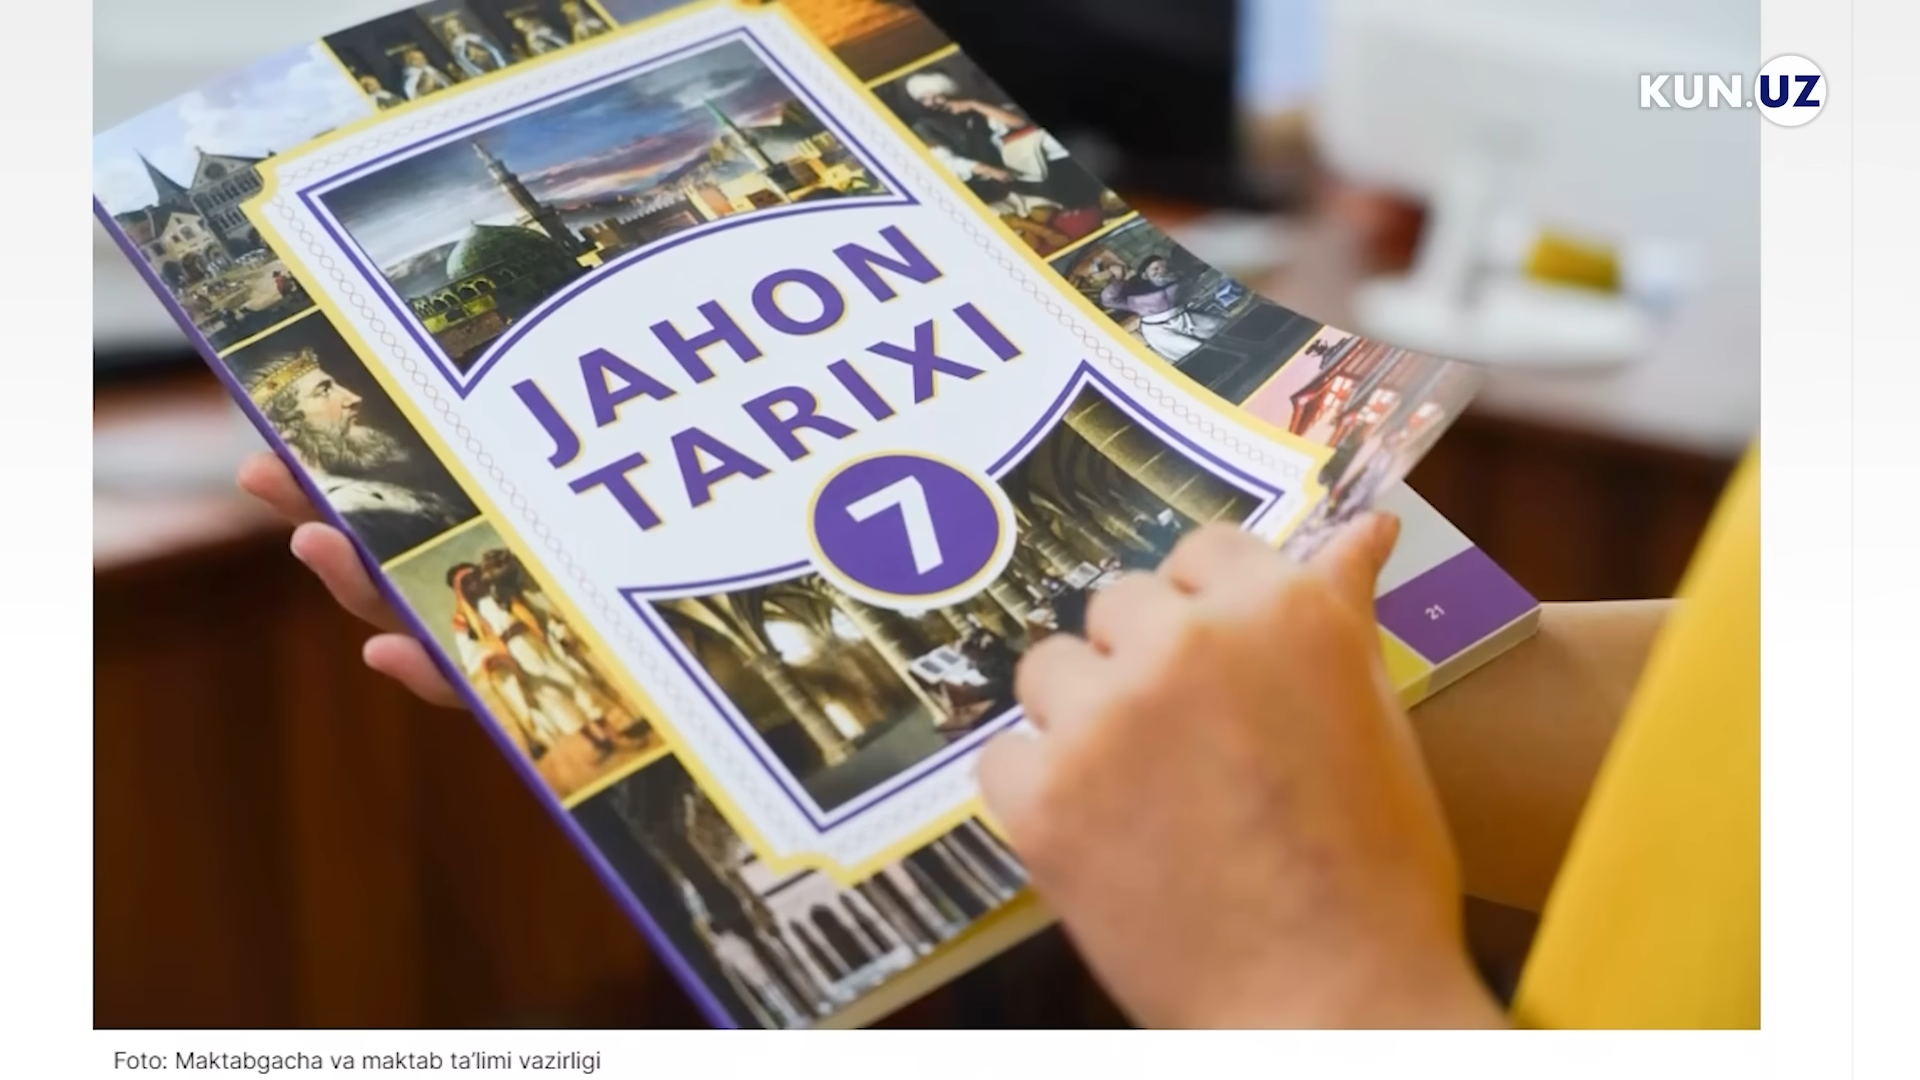 KUN.UZ
JAHON
TARIXI
7
21
Foto: Maktabgacha va maktab ta’limi vazirligi